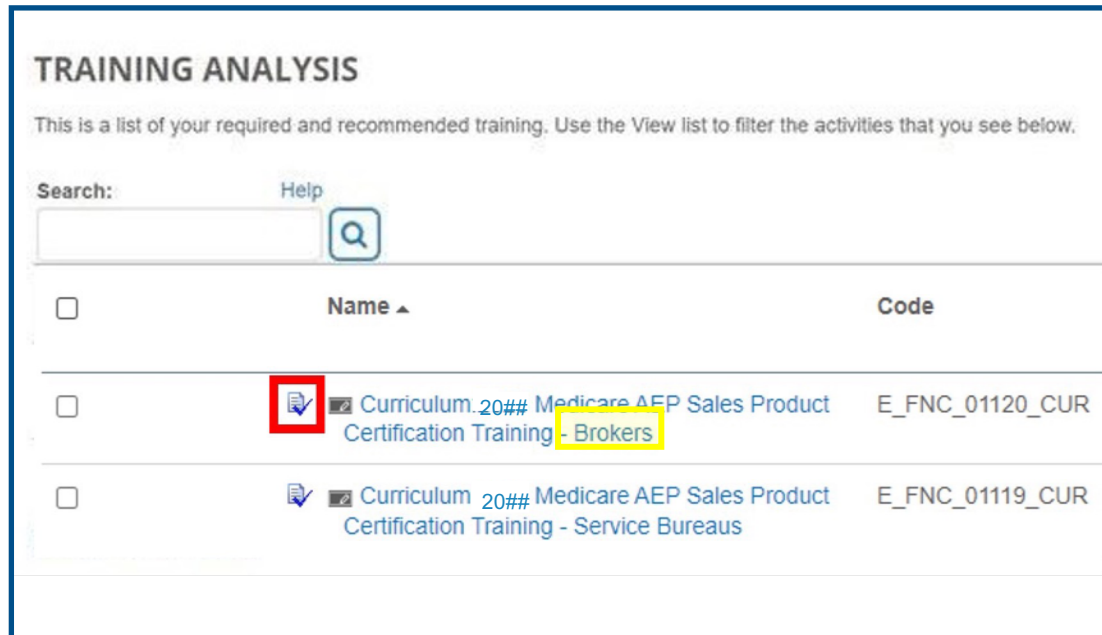 TRAINING ANALYSIS
This is a list of your required and recommended training. Use the View list to filter the activities that you see below.
Search: Help
Name Code
Curriculum 20## Medicare AEP Sales Product E_FNC_01120_CUR
Certification Training - Brokers
Curriculum 20## Medicare AEP Sales Product E_FNC_01119_CUR
Certification Training - Service Bureaus